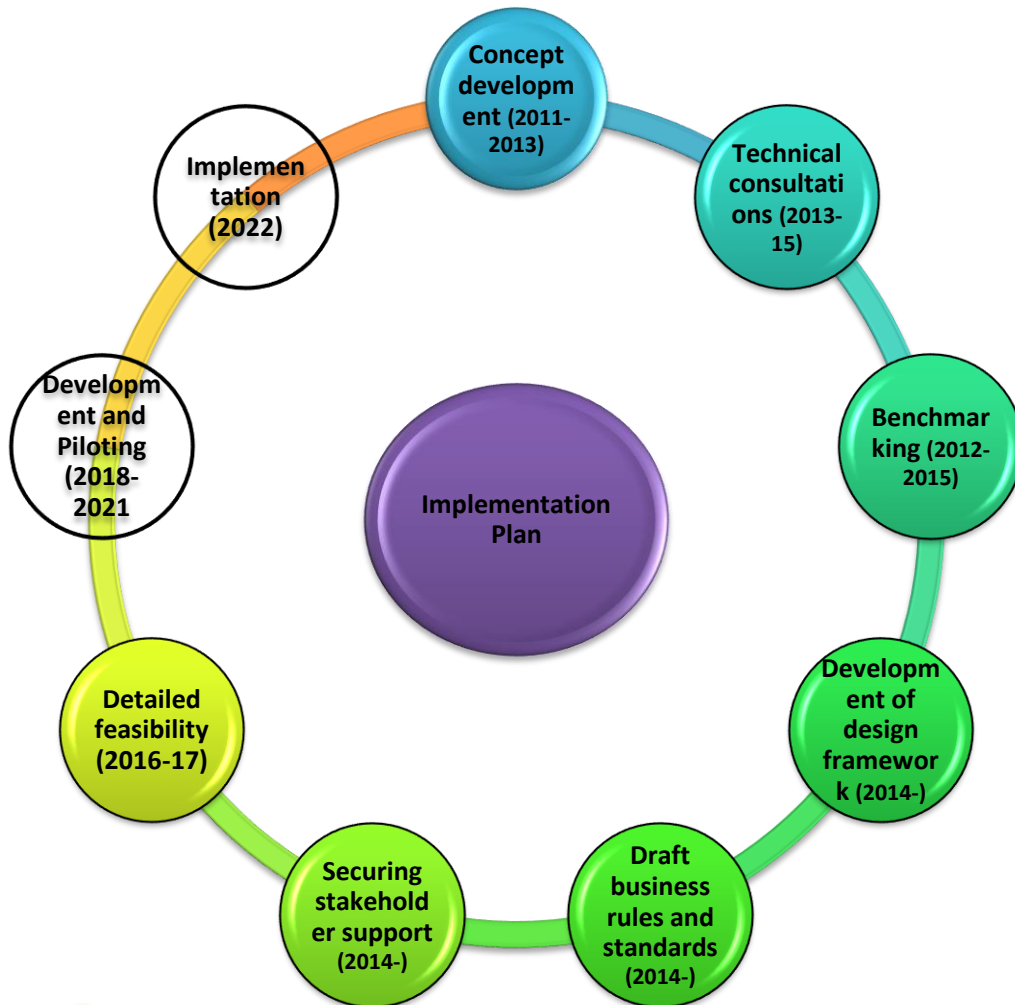 Concept
developm
ent (2011-
2013)
Technical
consultati
ons (2013-
15)
Benchmar
king (2012-
2015)
Developm
ent of
design
framewor
k (2014-)
Draft
business
rules and
standards
(2014-)
Securing
stakehold
er support
(2014-)
Detailed
feasibility
(2016-17)
Developm
ent and
Piloting
(2018-
2021
Implemen
tation
(2022)
Implementation
Plan